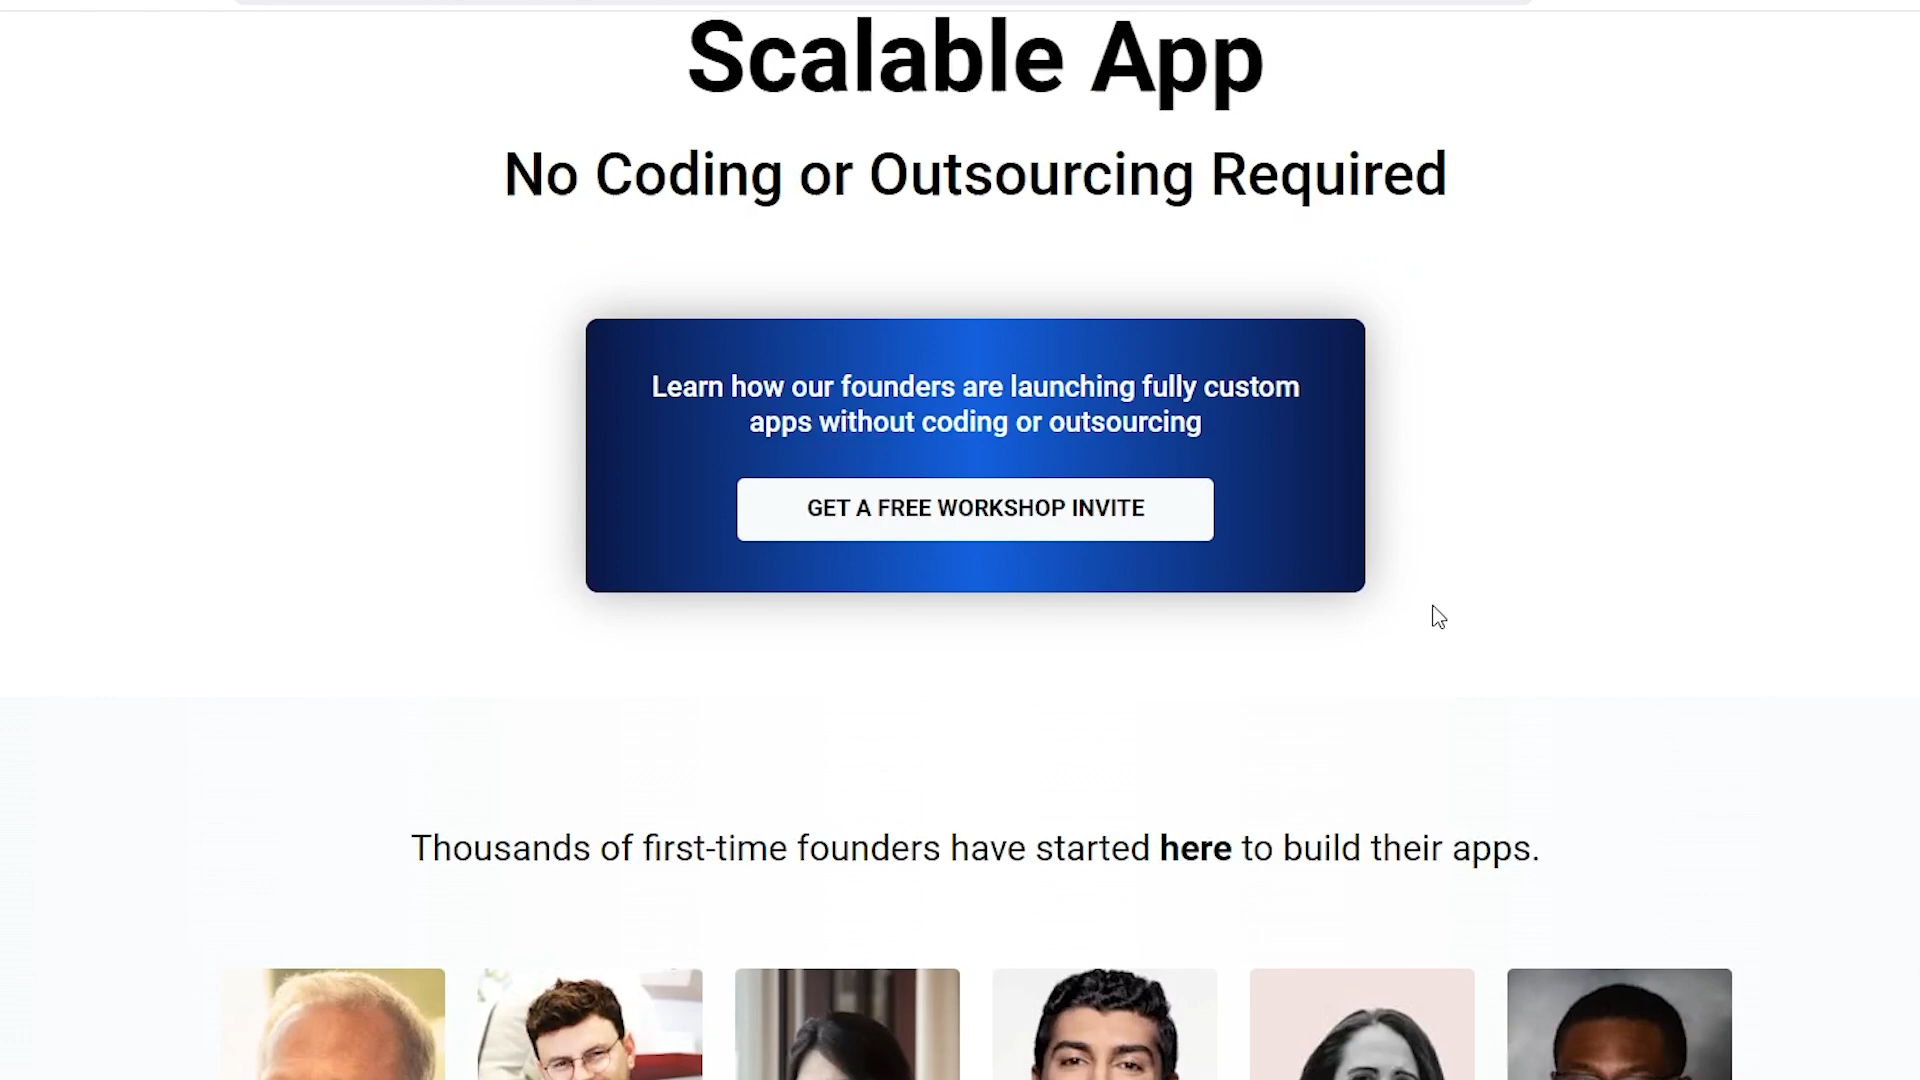 Scalable App
No Coding or Outsourcing Required
Learn how our founders are launching fully custom
apps without coding or outsourcing
GET A FREE WORKSHOP INVITE
Thousands of first-time founders have started here to build their apps.